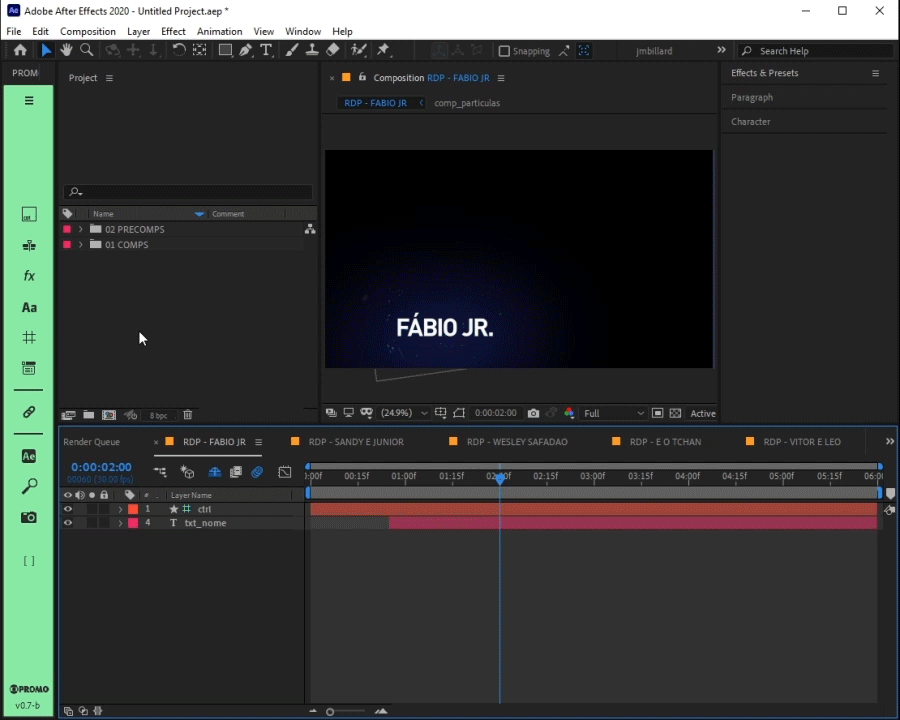 Adobe After Effects 2020 - Untitled Project.aep *
File Edit Composition Layer Effect Animation View Window Help
Snapping jmbillard Search Help
PROM Project Composition RDP - FABIO JR Effects & Presets
RDP - FABIO JR comp_particulas Paragraph
Character
Name Comment
02 PRECOMPS
01 COMPS
fx
Aa
FÁBIO JR.
8 bpc (24.9%) 0:00:02:00 Full Active
Render Queue RDP - FABIO JR RDP - SANDY E JUNIOR RDP - WESLEY SAFADAO RDP - E O TCHAN RDP - VITOR E LEO
0:00:02:00
00060 (30.00 fps)
00:15f 01:00f 01:15f 02:15f 03:00f 03:15f 04:00f 04:15f 05:00f 05:15f 06:00
# Layer Name
1 ctrl
4 T txt_nome
Ae
[ ]
PROMO
v0.7-b